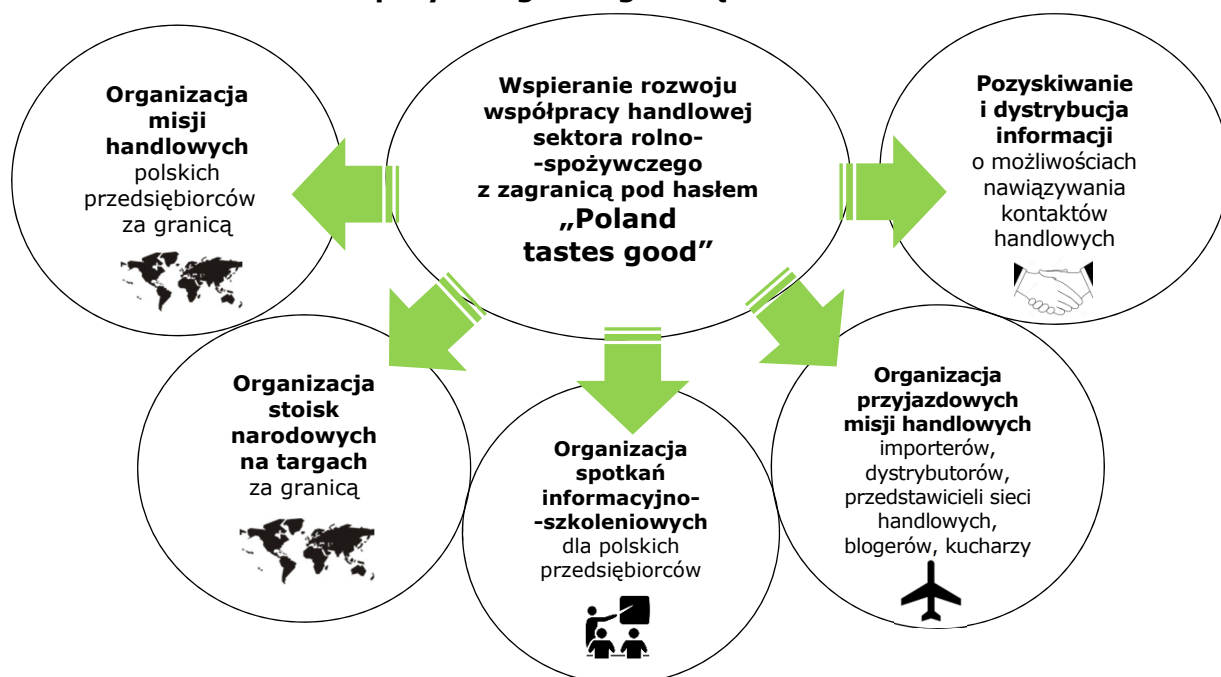 Wspieranie rozwoju
współpracy handlowej
sektora rolno-
-spożywczego
z zagranicą pod hasłem
„Poland
tastes good”
Organizacja
misji
handlowych
polskich
przedsiębiorców
za granicą
Pozyskiwanie
i dystrybucja
informacji
o możliwościach
nawiązywania
kontaktów
handlowych
Organizacja
stoisk
narodowych
na targach
za granicą
Organizacja
spotkań
informacyjno-
-szkoleniowych
dla polskich
przedsiębiorców
Organizacja
przyjazdowych
misji handlowych
importerów,
dystrybutorów,
przedstawicieli sieci
handlowych,
blogerów, kucharzy